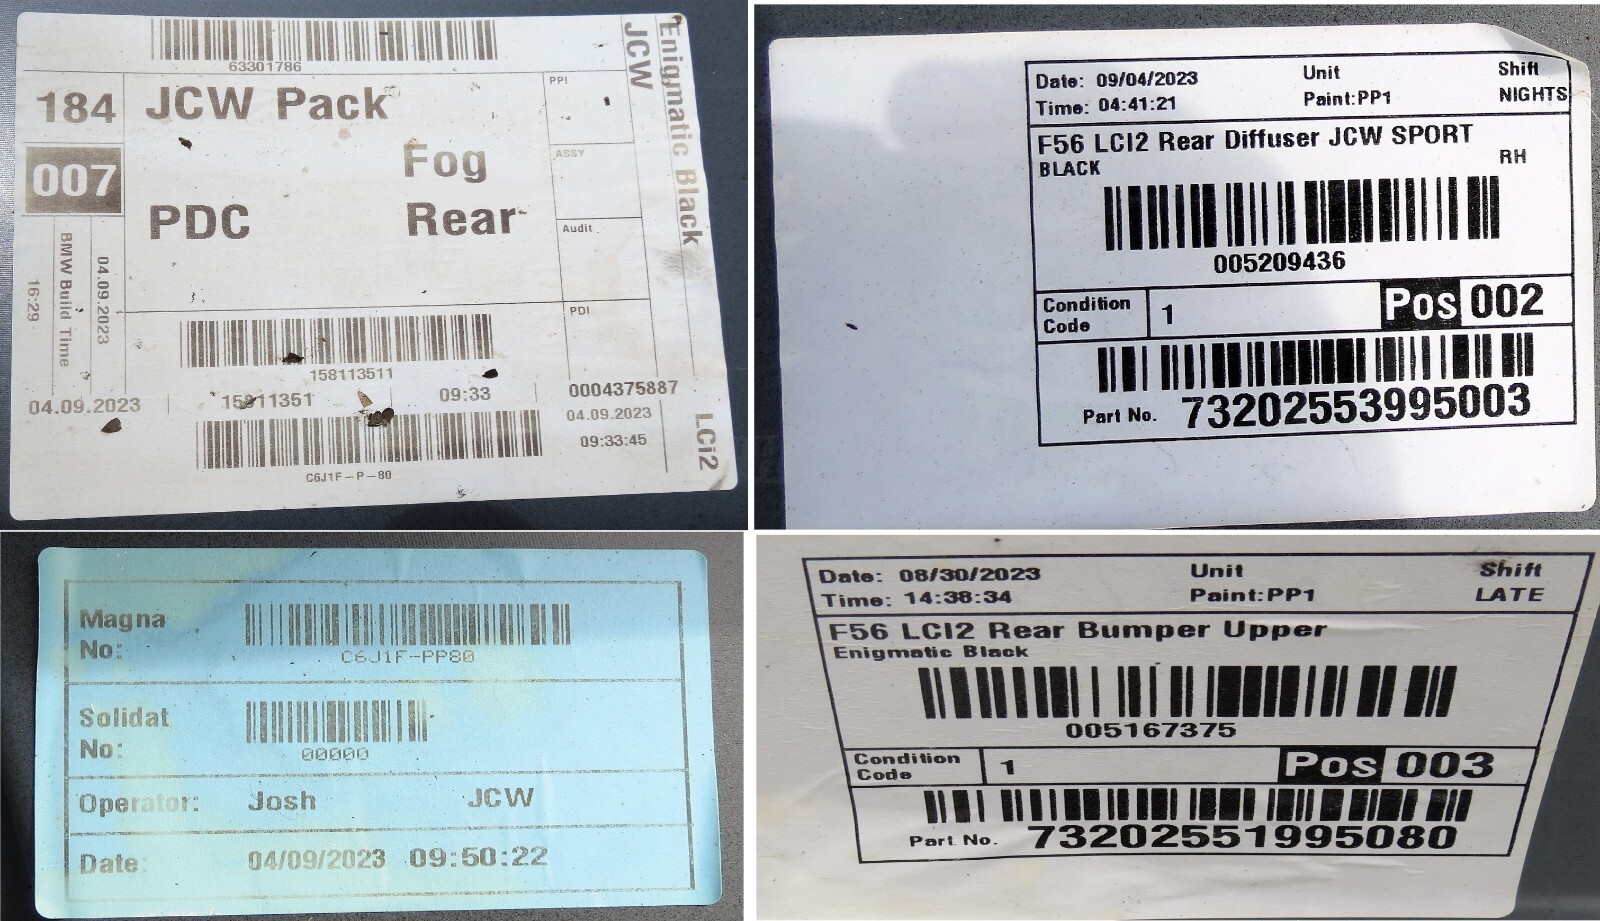 63301786
184
JCW Pack
PPI
007
Fog
ASSY
PDC
Rear
Audit
PDI
JCW
Enigmatic Black
LCi2
04.09.2023
BMW Build Time
16:29
158113511
04.09.2023
15811351
09:33
0004375887
04.09.2023
09:33:45
C6J1F-P-80
Date: 09/04/2023
Unit
Shift
Time: 04:41:21
Paint:PP1
NIGHTS
F56 LCI2 Rear Diffuser JCW SPORT
BLACK
RH
005209436
Condition Code
1
Pos 002
Part No. 73202553995003
Magna No:
C6J1F-PP80
Solidat No:
00000
Operator: Josh JCW
Date: 04/09/2023 09:50:22
Date: 08/30/2023
Unit
Shift
Time: 14:38:34
Paint:PP1
LATE
F56 LCI2 Rear Bumper Upper
Enigmatic Black
005167375
Condition Code
1
Pos 003
Part No. 73202551995080